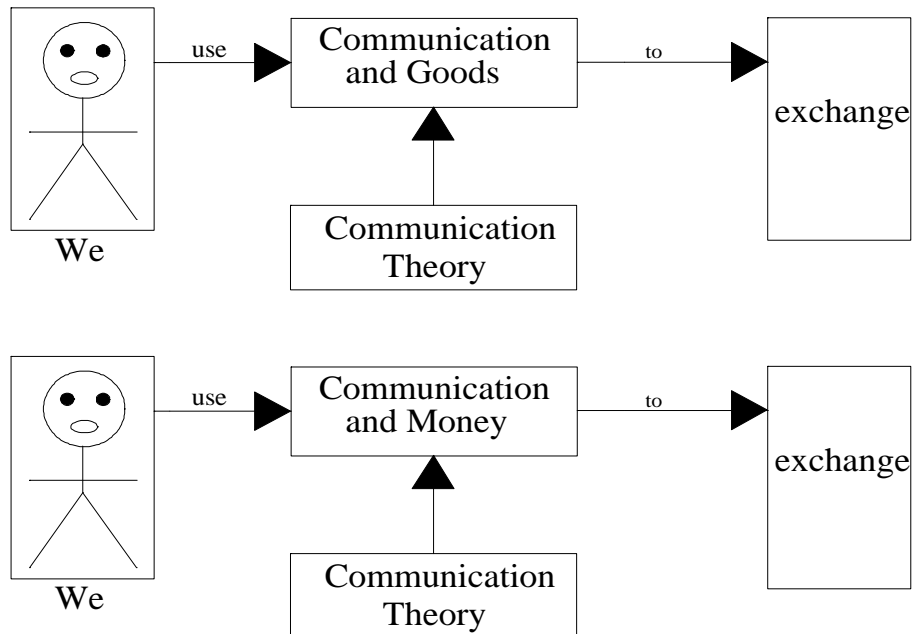 use
Communication
and Goods
to
exchange
We
Communication
Theory
use
Communication
and Money
to
exchange
We
Communication
Theory